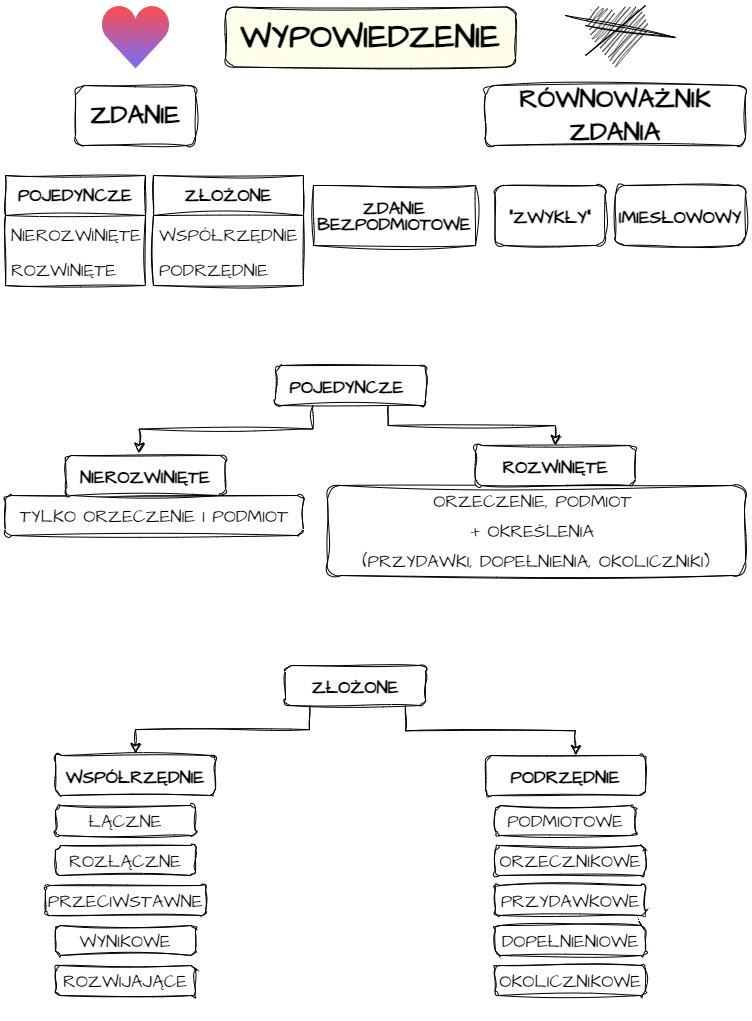 WYPOWIEDZENIE
ZDANIE
RÓWNOWAŻNIK
ZDANIA
POJEDYNCZE
NIEROZWINIĘTE
ROZWINIĘTE
ZŁOŻONE
WSPÓŁRZĘDNIE
PODRZĘDNIE
ZDANIE
BEZPODMIOTOWE
"ZWYKŁY"
IMIESŁOWOWY
POJEDYNCZE
NIEROZWINIĘTE
TYLKO ORZECZENIE I PODMIOT
ROZWINIĘTE
ORZECZENIE, PODMIOT
+ OKREŚLENIA
(PRZYDAWKI, DOPEŁNIENIA, OKOLICZNIKI)
ZŁOŻONE
WSPÓŁRZĘDNIE
ŁĄCZNE
ROZŁĄCZNE
PRZECIWSTAWNE
WYNIKOWE
ROZWIJAJĄCE
PODRZĘDNIE
PODMIOTOWE
ORZECZNIKOWE
PRZYDAWKOWE
DOPEŁNIENIOWE
OKOLICZNIKOWE